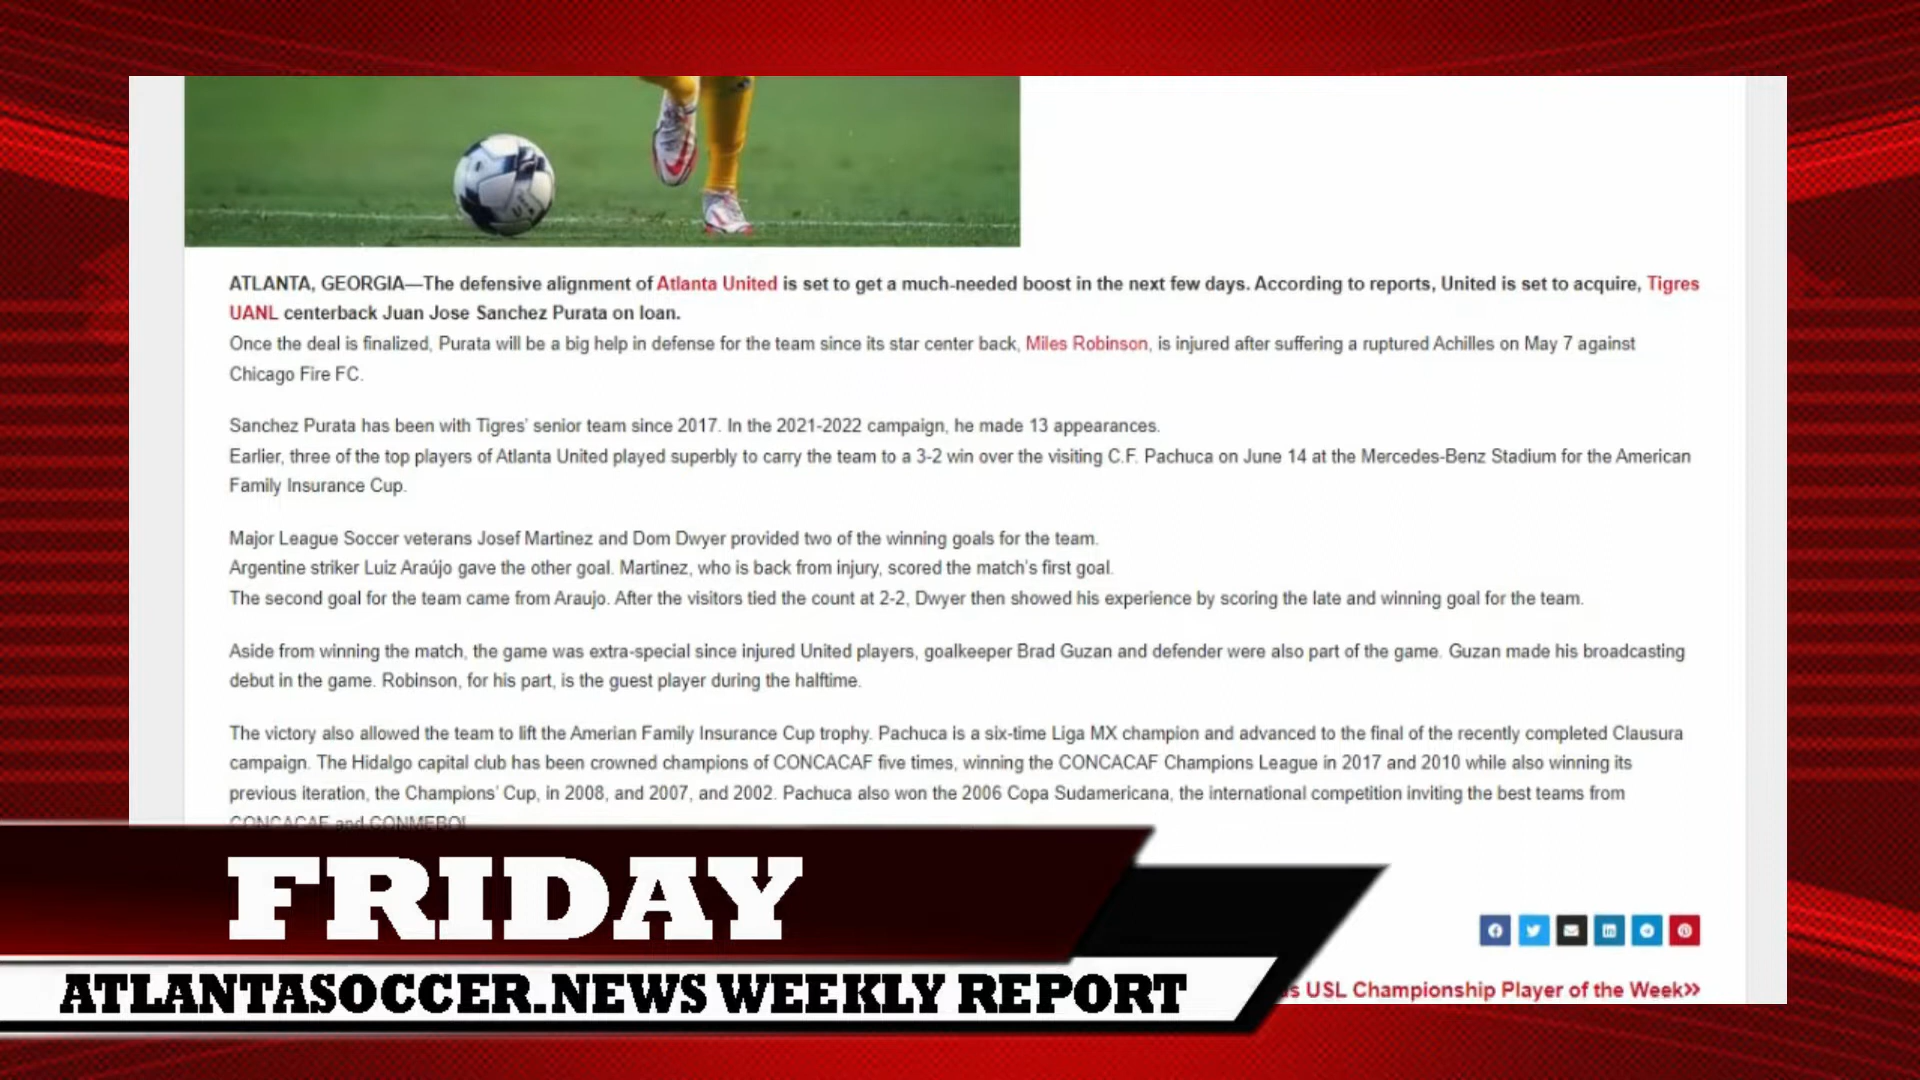 ATLANTA, GEORGIA—The defensive alignment of Atlanta United is set to get a much-needed boost in the next few days. According to reports, United is set to acquire, Tigres
UANL centerback Juan Jose Sanchez Purata on loan.
Once the deal is finalized, Purata will be a big help in defense for the team since its star center back, Miles Robinson, is injured after suffering a ruptured Achilles on May 7 against
Chicago Fire FC.
Sanchez Purata has been with Tigres' senior team since 2017. In the 2021-2022 campaign, he made 13 appearances.
Earlier, three of the top players of Atlanta United played superbly to carry the team to a 3-2 win over the visiting C.F. Pachuca on June 14 at the Mercedes-Benz Stadium for the American
Family Insurance Cup.
Major League Soccer veterans Josef Martinez and Dom Dwyer provided two of the winning goals for the team.
Argentine striker Luiz Araújo gave the other goal. Martinez, who is back from injury, scored the match's first goal.
The second goal for the team came from Araujo. After the visitors tied the count at 2-2, Dwyer then showed his experience by scoring the late and winning goal for the team.
Aside from winning the match, the game was extra-special since injured United players, goalkeeper Brad Guzan and defender were also part of the game. Guzan made his broadcasting
debut in the game. Robinson, for his part, is the guest player during the halftime.
The victory also allowed the team to lift the Amerian Family Insurance Cup trophy. Pachuca is a six-time Liga MX champion and advanced to the final of the recently completed Clausura
campaign. The Hidalgo capital club has been crowned champions of CONCACAF five times, winning the CONCACAF Champions League in 2017 and 2010 while also winning its
previous iteration, the Champions' Cup, in 2008, and 2007, and 2002. Pachuca also won the 2006 Copa Sudamericana, the international competition inviting the best teams from
CONCACAF and CONMEBOL
FRIDAY
ATLANTASOCCER.NEWS WEEKLY REPORT
USL Championship Player of the Week»